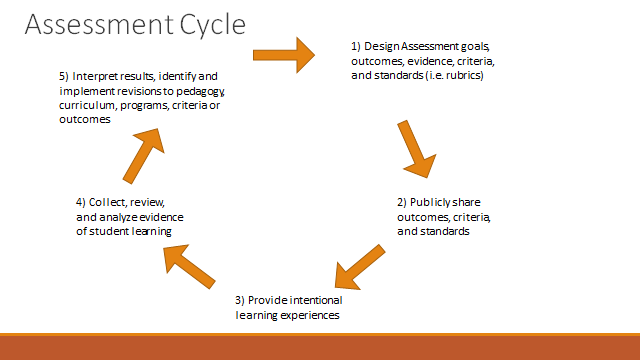 Assessment Cycle
1) Design Assessment goals,
outcomes, evidence, criteria,
and standards (i.e. rubrics)
2) Publicly share
outcomes, criteria,
and standards
3) Provide intentional
learning experiences
4) Collect, review,
and analyze evidence
of student learning
5) Interpret results, identify and
implement revisions to pedagogy,
curriculum, programs, criteria or
outcomes